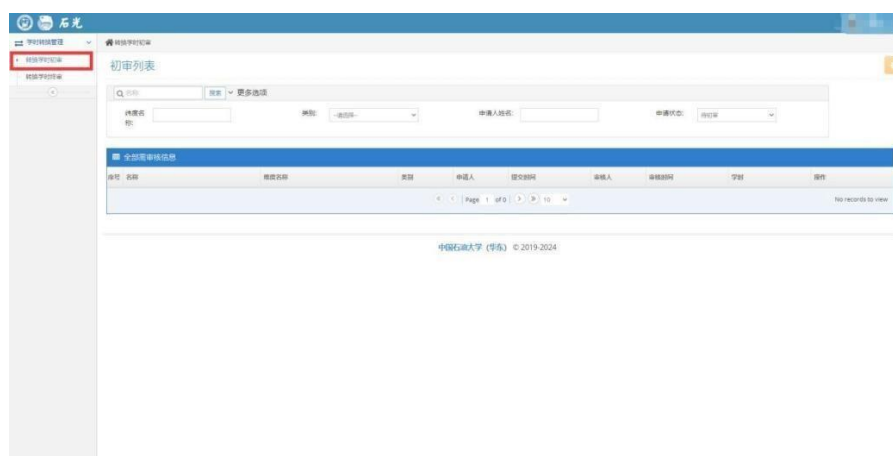 石光
学时转换管理
转换学时初审
转换学时初审
转换学时终审
初审列表
名称
搜索
更多选项
纬度名称:
类别:
--请选择--
申请人姓名:
申请状态:
待初审
全部需审核信息
序号 名称 维度名称 类别 申请人 提交时间 审核人 审核时间 学时 操作
Page 1 of 0 10
No records to view
中国石油大学(华东) © 2019-2024